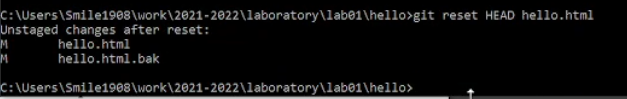 C:\Users\Smile1908\work\2021-2022\laboratory\lab01\hello>git reset HEAD hello.html
Unstaged changes after reset:
M       hello.html
M       hello.html.bak
C:\Users\Smile1908\work\2021-2022\laboratory\lab01\hello>